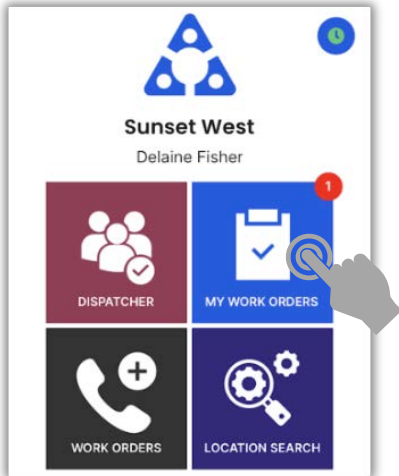 Sunset West
Delaine Fisher
1
DISPATCHER
MY WORK ORDERS
WORK ORDERS
LOCATION SEARCH